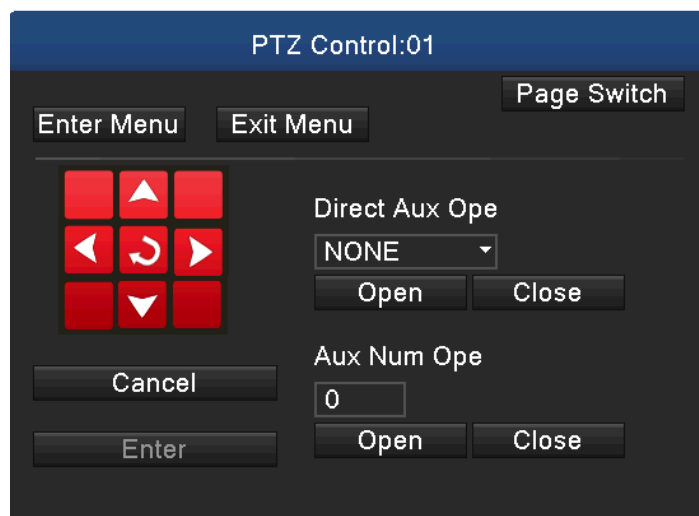 PTZ Control:01
Page Switch
Enter Menu
Exit Menu
Direct Aux Ope
NONE
Open
Close
Aux Num Ope
0
Open
Close
Cancel
Enter